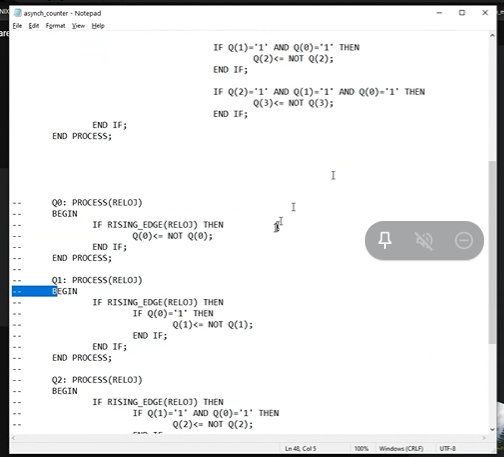 asynch_counter - Notepad
File Edit Format View Help
IF Q(1)='1' AND Q(0)='1' THEN
Q(2)<= NOT Q(2);
END IF;
IF Q(2)='1' AND Q(1)='1' AND Q(0)='1' THEN
Q(3)<= NOT Q(3);
END IF;
END IF;
END PROCESS;
-- Q0: PROCESS(RELOJ)
-- BEGIN
-- IF RISING_EDGE(RELOJ) THEN
-- Q(0)<= NOT Q(0);
-- END IF;
-- END PROCESS;
--
-- Q1: PROCESS(RELOJ)
-- BEGIN
-- IF RISING_EDGE(RELOJ) THEN
-- IF Q(0)='1' THEN
-- Q(1)<= NOT Q(1);
-- END IF;
-- END IF;
-- END PROCESS;
--
-- Q2: PROCESS(RELOJ)
-- BEGIN
-- IF RISING_EDGE(RELOJ) THEN
-- IF Q(1)='1' AND Q(0)='1' THEN
-- Q(2)<= NOT Q(2);
-- END IF;
Ln 48, Col 5 100% Windows (CRLF) UTF-8